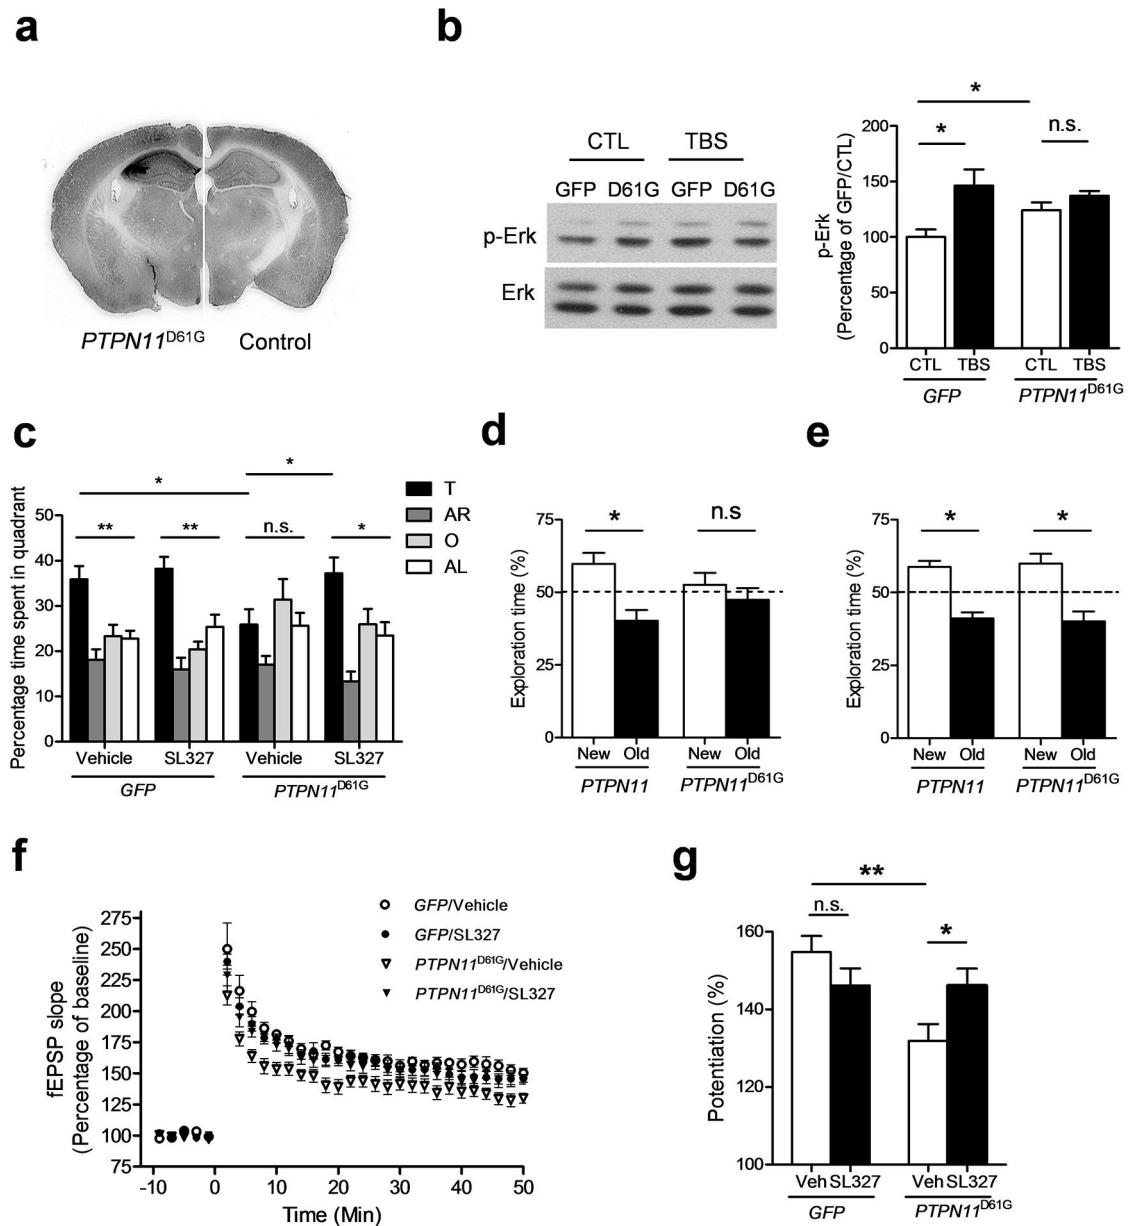 a
PTPN11D61G Control
b
CTL TBS
GFP D61G GFP D61G
p-Erk
Erk
*
*
n.s.
p-Erk
(Percentage of GFP/CTL)
200
150
100
50
0
CTL TBS CTL TBS
GFP PTPN11D61G
c
*
*
** ** n.s. *
T
AR
O
AL
Percentage time spent in quadrant
50
40
30
20
10
0
Vehicle SL327 Vehicle SL327
GFP PTPN11D61G
d
* n.s
Exploration time (%)
75
50
25
0
New Old New Old
PTPN11 PTPN11D61G
e
* *
Exploration time (%)
75
50
25
0
New Old New Old
PTPN11 PTPN11D61G
f
GFP/Vehicle
GFP/SL327
PTPN11D61G/Vehicle
PTPN11D61G/SL327
fEPSP slope
(Percentage of baseline)
275
250
225
200
175
150
125
100
75
-10 0 10 20 30 40 50
Time (Min)
g
**
n.s.
*
Potentiation (%)
160
140
120
100
Veh SL327 Veh SL327
GFP PTPN11D61G